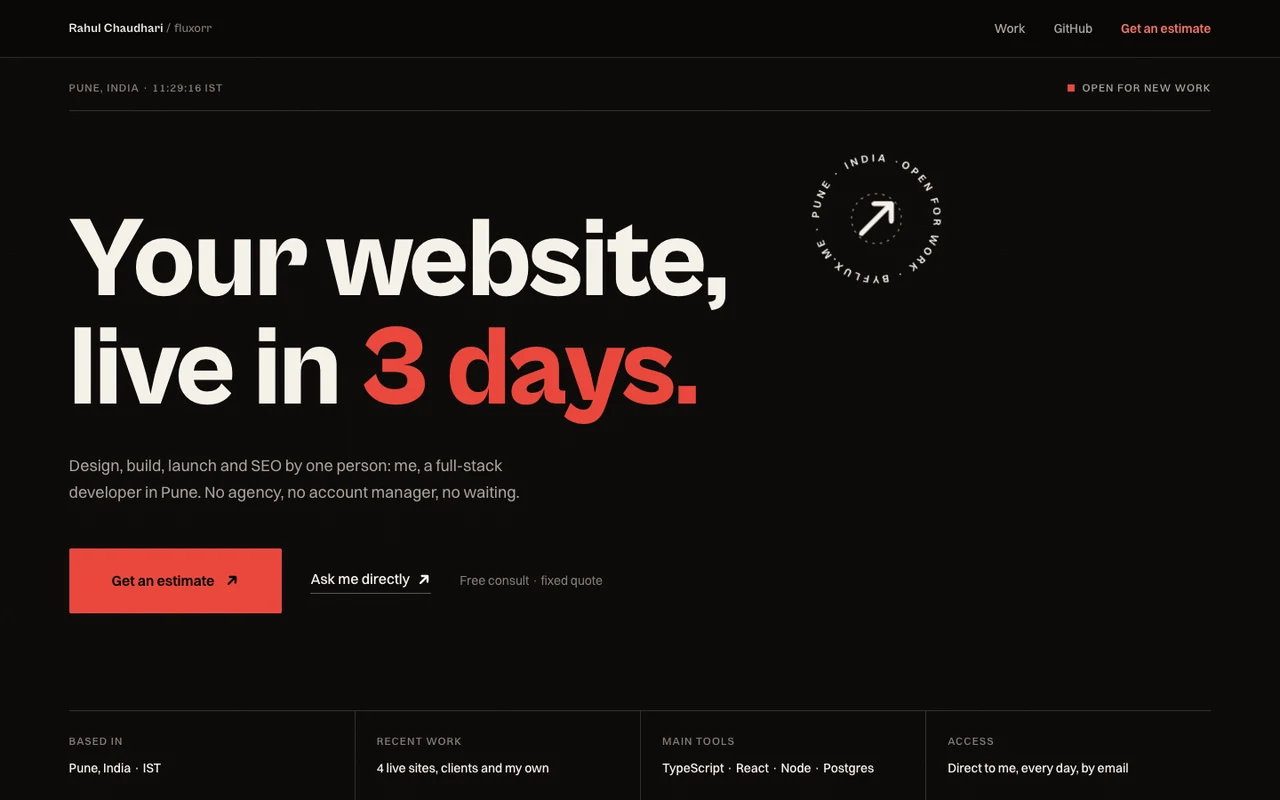 Rahul Chaudhari / fluxorr
Work
GitHub
Get an estimate
PUNE, INDIA · 11:29:16 IST
OPEN FOR NEW WORK
OPEN FOR WORK · BYFLUX.ME · PUNE · INDIA ·
Your website,
live in 3 days.
Design, build, launch and SEO by one person: me, a full-stack
developer in Pune. No agency, no account manager, no waiting.
Get an estimate
Ask me directly
Free consult · fixed quote
BASED IN
Pune, India · IST
RECENT WORK
4 live sites, clients and my own
MAIN TOOLS
TypeScript · React · Node · Postgres
ACCESS
Direct to me, every day, by email